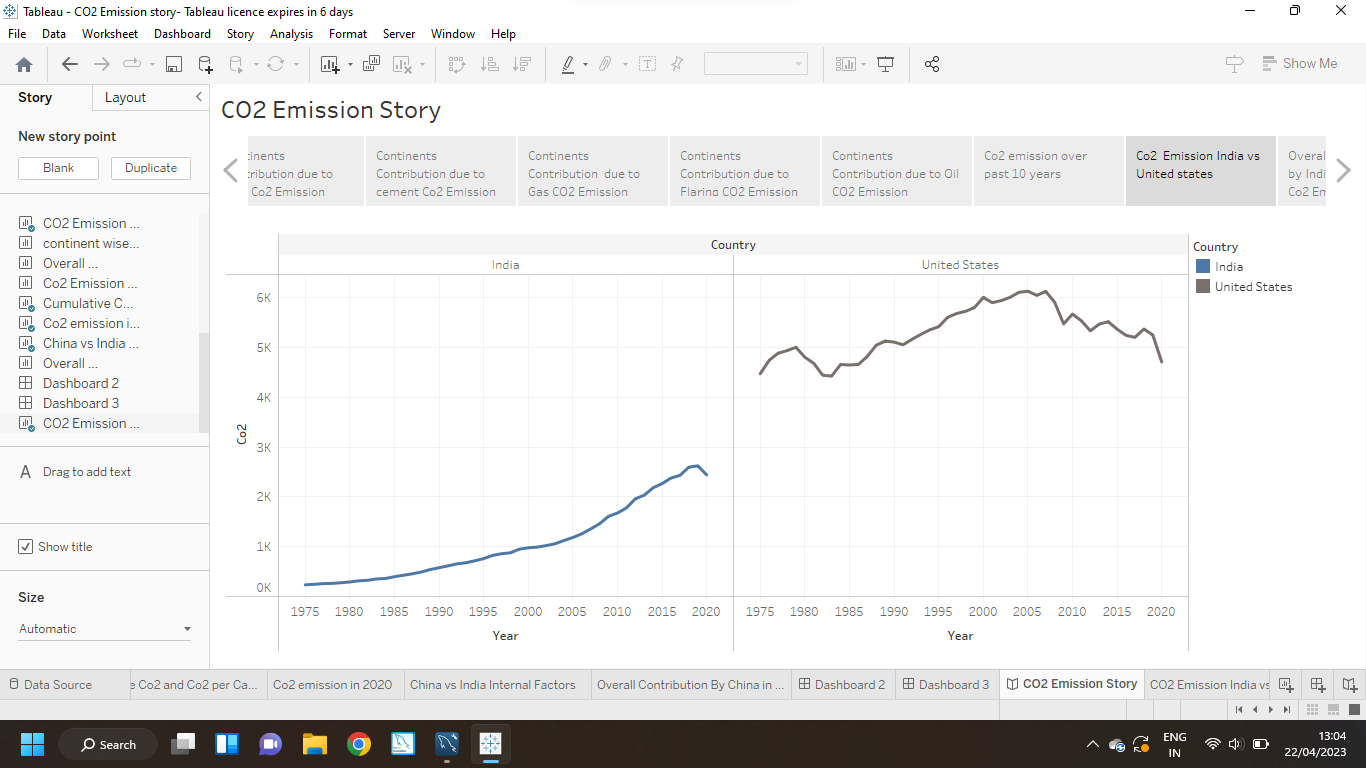 Tableau - CO2 Emission story- Tableau licence expires in 6 days
File Data Worksheet Dashboard Story Analysis Format Server Window Help
Show Me
Story Layout
CO2 Emission Story
New story point
Blank Duplicate
tinents
tribution due to
Co2 Emission
Continents
Contribution due to
cement Co2 Emission
Continents
Contribution due to
Gas CO2 Emission
Continents
Contribution due to
Flaring CO2 Emission
Continents
Contribution due to Oil
CO2 Emission
Co2 emission over
past 10 years
Co2 Emission India vs
United states
Overal
by Indi
Co2 Em
CO2 Emission ...
continent wise...
Overall ...
Co2 Emission ...
Cumulative C...
Co2 emission i...
China vs India ...
Overall ...
Dashboard 2
Dashboard 3
CO2 Emission ...
A Drag to add text
Show title
Size
Automatic
Country
India United States
Co2
6K
5K
4K
3K
2K
1K
0K
1975 1980 1985 1990 1995 2000 2005 2010 2015 2020 1975 1980 1985 1990 1995 2000 2005 2010 2015 2020
Year Year
Country
India
United States
Data Source e Co2 and Co2 per Ca... Co2 emission in 2020 China vs India Internal Factors Overall Contribution By China in ... Dashboard 2 Dashboard 3 CO2 Emission Story CO2 Emission India vs
Search
ENG
IN
13:04
22/04/2023